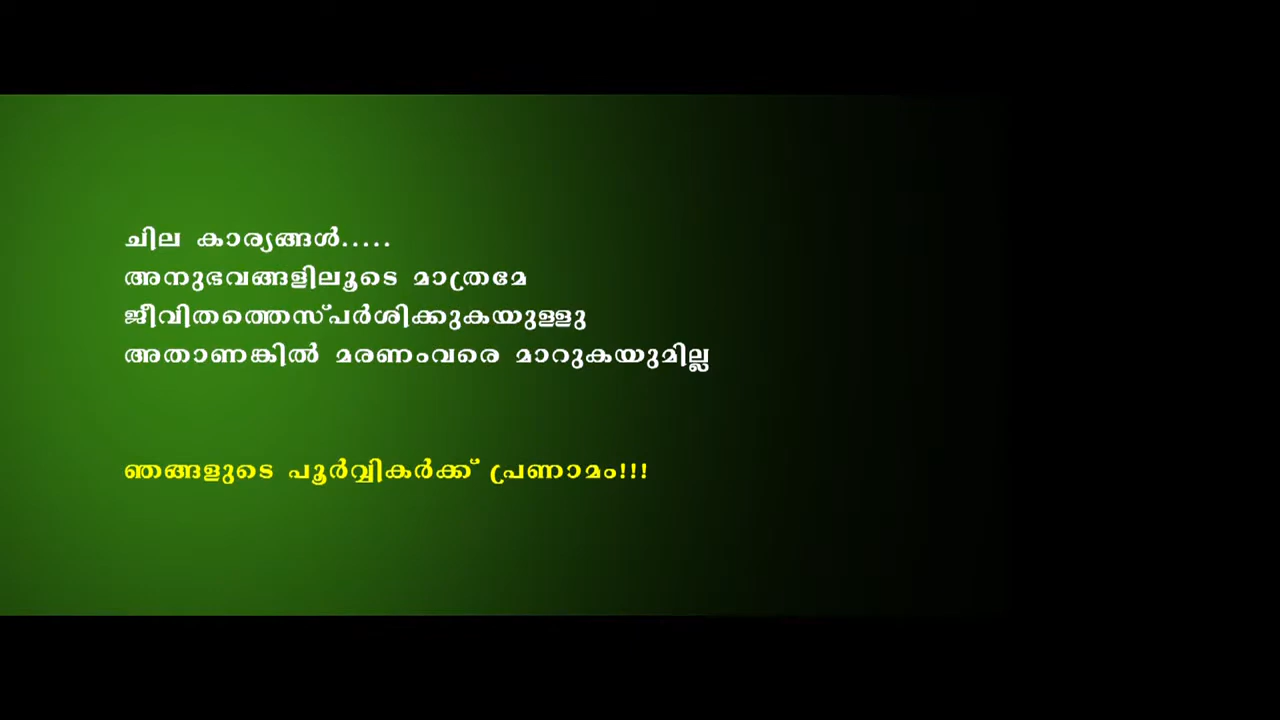 ചില കാര്യങ്ങൾ.....
അനുഭവങ്ങളിലൂടെ മാത്രമേ
ജീവിതത്തെസ്പർശിക്കുകയുള്ളു
അതാണങ്കിൽ മരണംവരെ മാറുകയുമില്ല
ഞങ്ങളുടെ പൂർവ്വികർക്ക് പ്രണാമം!!!